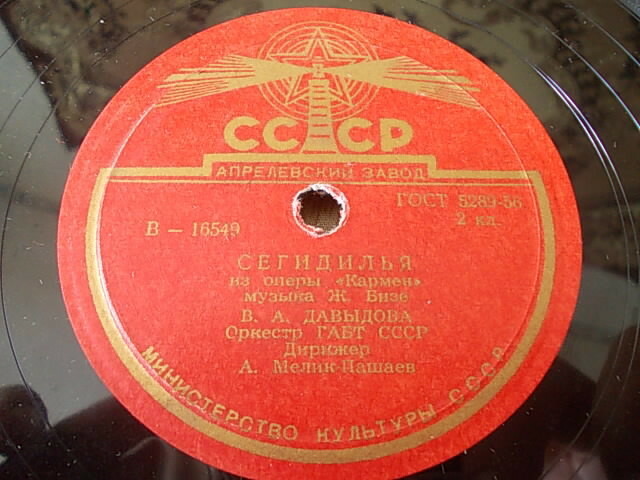 СССР
АПРЕЛЕВСКИЙ ЗАВОД
ГОСТ 5289-56
2 кл.
В – 16549
СЕГИДИЛЬЯ
из оперы «Кармен»
музыка Ж. Бизе
В. А. ДАВЫДОВА
Оркестр ГАБТ СССР
Дирижер
А. Мелик-Пашаев
МИНИСТЕРСТВО КУЛЬТУРЫ СССР